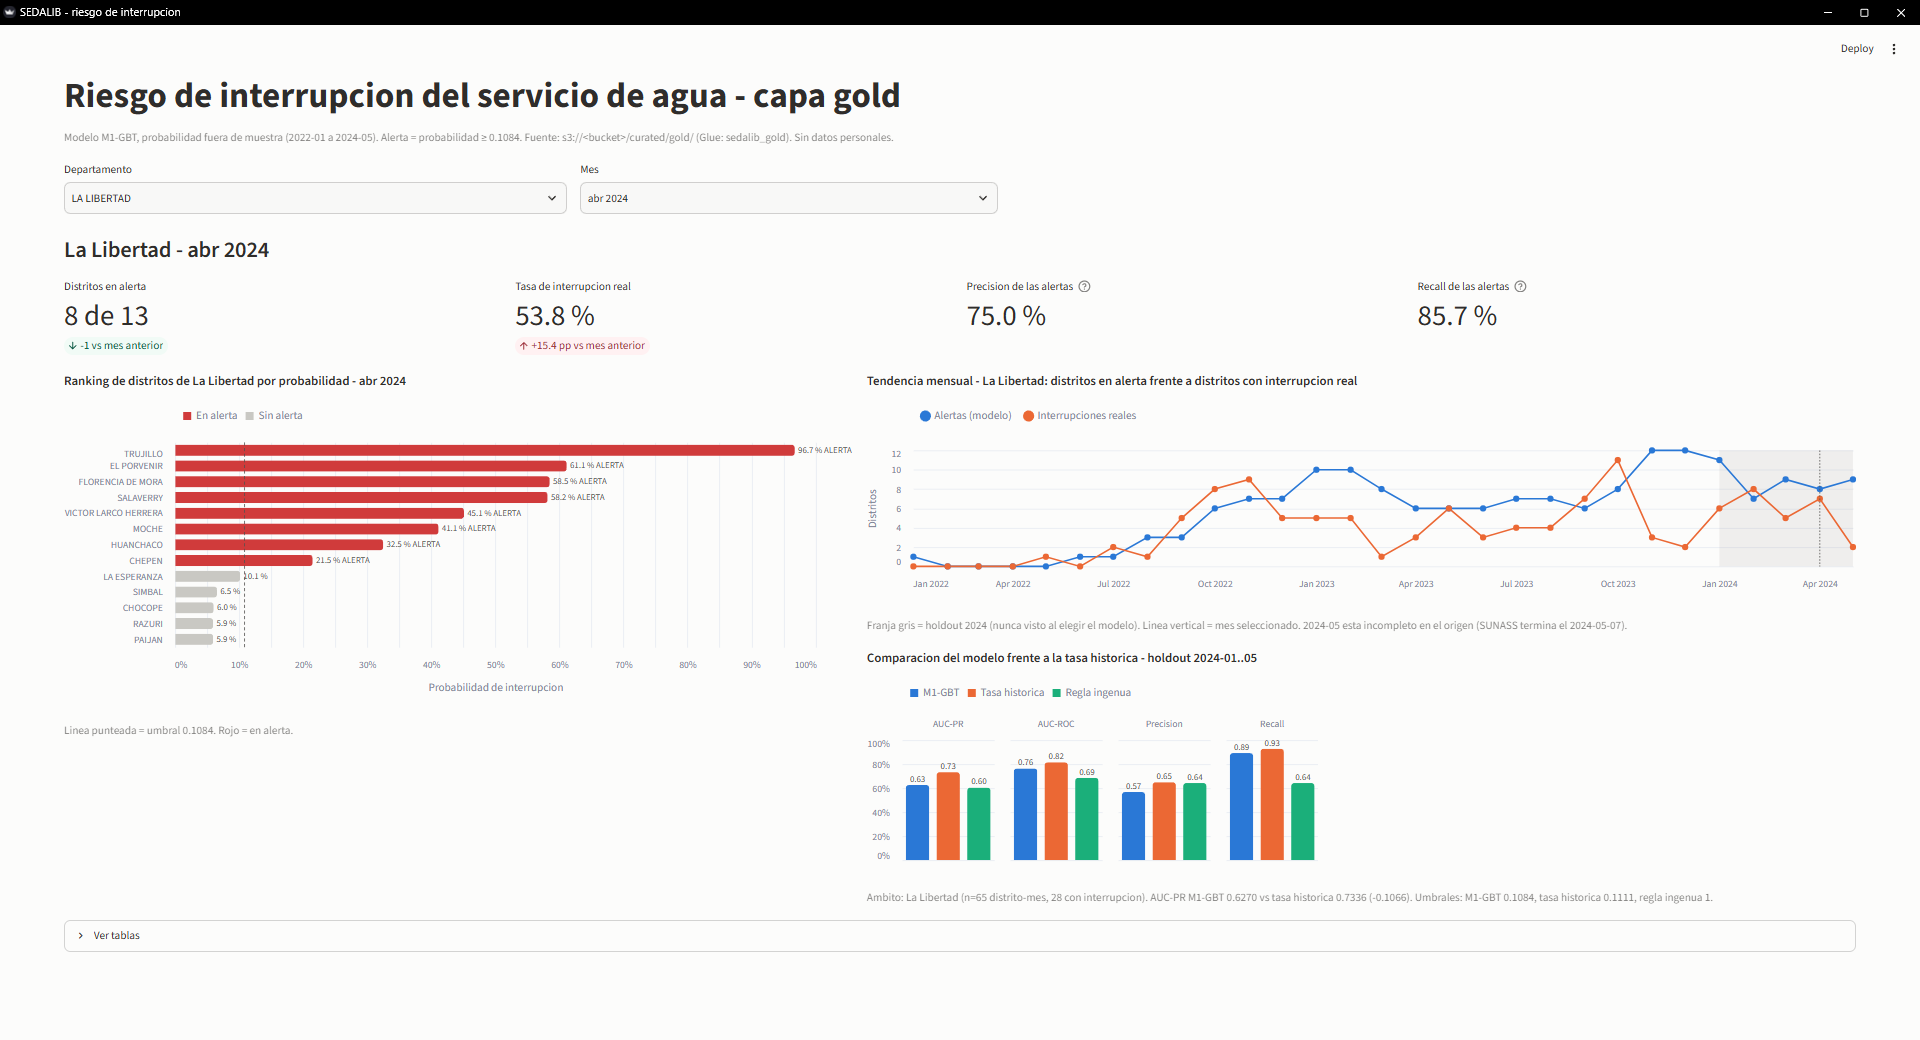 SEDALIB - riesgo de interrupcion
Deploy
Riesgo de interrupcion del servicio de agua - capa gold
Modelo M1-GBT, probabilidad fuera de muestra (2022-01 a 2024-05). Alerta = probabilidad ≥ 0.1084. Fuente: s3://<bucket>/curated/gold/ (Glue: sedalib_gold). Sin datos personales.
Departamento
LA LIBERTAD
Mes
abr 2024
La Libertad - abr 2024
Distritos en alerta
8 de 13
↓ -1 vs mes anterior
Tasa de interrupcion real
53.8 %
↑ +15.4 pp vs mes anterior
Precision de las alertas ?
75.0 %
Recall de las alertas ?
85.7 %
Ranking de distritos de La Libertad por probabilidad - abr 2024
En alerta Sin alerta
TRUJILLO 96.7 % ALERTA
EL PORVENIR 61.1 % ALERTA
FLORENCIA DE MORA 58.5 % ALERTA
SALAVERRY 58.2 % ALERTA
VICTOR LARCO HERRERA 45.1 % ALERTA
MOCHE 41.1 % ALERTA
HUANCHACO 32.5 % ALERTA
CHEPEN 21.5 % ALERTA
LA ESPERANZA 10.1 %
SIMBAL 6.5 %
CHOCOPE 6.0 %
RAZURI 5.9 %
PAIJAN 5.9 %
0% 10% 20% 30% 40% 50% 60% 70% 80% 90% 100%
Probabilidad de interrupcion
Linea punteada = umbral 0.1084. Rojo = en alerta.
Tendencia mensual - La Libertad: distritos en alerta frente a distritos con interrupcion real
Alertas (modelo) Interrupciones reales
Distritos
12
10
8
6
4
2
0
Jan 2022 Apr 2022 Jul 2022 Oct 2022 Jan 2023 Apr 2023 Jul 2023 Oct 2023 Jan 2024 Apr 2024
Franja gris = holdout 2024 (nunca visto al elegir el modelo). Linea vertical = mes seleccionado. 2024-05 esta incompleto en el origen (SUNASS termina el 2024-05-07).
Comparacion del modelo frente a la tasa historica - holdout 2024-01..05
M1-GBT Tasa historica Regla ingenua
AUC-PR AUC-ROC Precision Recall
100%
80%
60%
40%
20%
0%
0.63 0.73 0.60
0.76 0.82 0.69
0.57 0.65 0.64
0.89 0.93 0.64
Ambito: La Libertad (n=65 distrito-mes, 28 con interrupcion). AUC-PR M1-GBT 0.6270 vs tasa historica 0.7336 (-0.1066). Umbrales: M1-GBT 0.1084, tasa historica 0.1111, regla ingenua 1.
Ver tablas